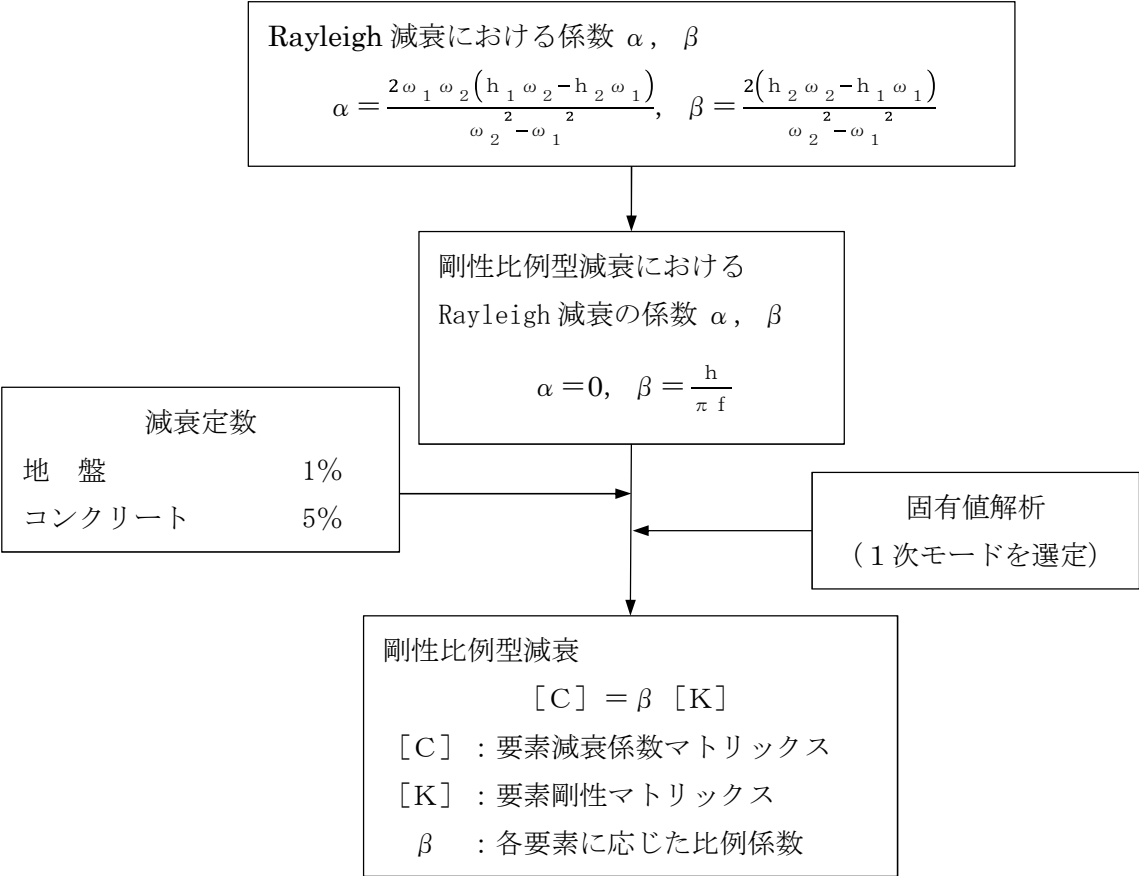 Rayleigh 減衰における係数 α, β
α＝2ω₁ω₂(h₁ω₂−h₂ω₁)/(ω₂²−ω₁²), β＝2(h₂ω₂−h₁ω₁)/(ω₂²−ω₁²)
剛性比例型減衰における
Rayleigh 減衰の係数 α, β
α＝0, β＝h/(πf)
減衰定数
地　盤 1%
コンクリート 5%
固有値解析
（１次モードを選定）
剛性比例型減衰
［Ｃ］＝β［Ｋ］
［Ｃ］：要素減衰係数マトリックス
［Ｋ］：要素剛性マトリックス
β ：各要素に応じた比例係数